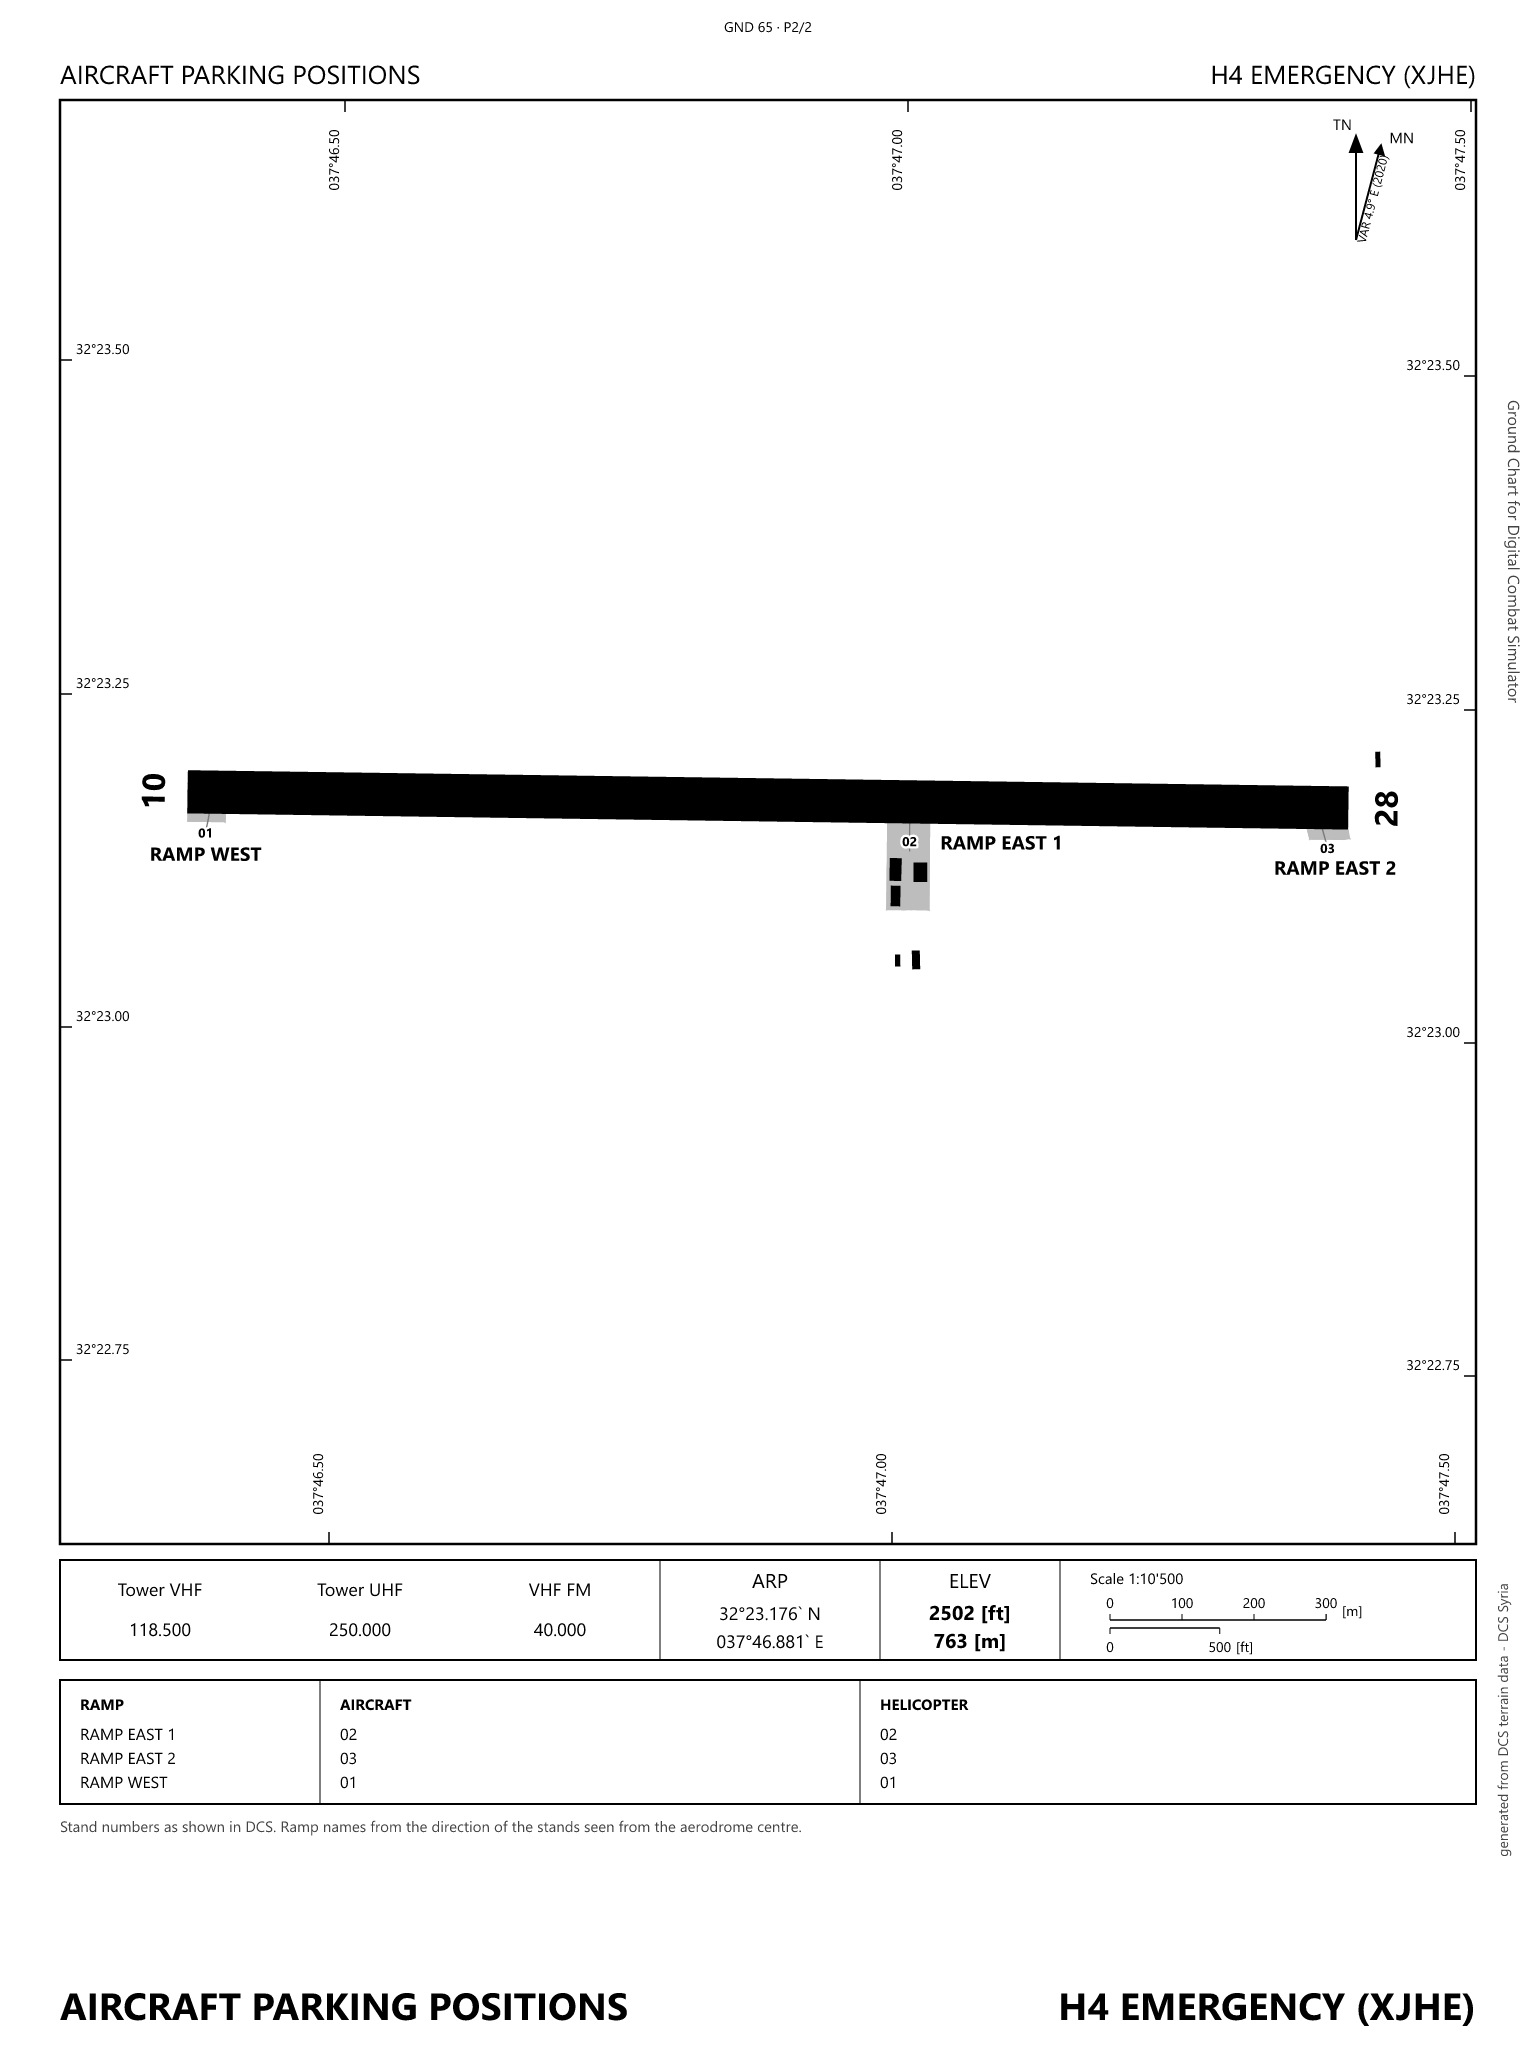 GND 65 · P2/2
AIRCRAFT PARKING POSITIONS
H4 EMERGENCY (XJHE)
037°46.50
037°47.00
037°47.50
TN
MN
VAR 4.9° E (2020)
32°23.50
32°23.50
32°23.25
32°23.25
10
28
01
RAMP WEST
02
RAMP EAST 1
03
RAMP EAST 2
32°23.00
32°23.00
32°22.75
32°22.75
037°46.50
037°47.00
037°47.50
Ground Chart for Digital Combat Simulator
Tower VHF
118.500
Tower UHF
250.000
VHF FM
40.000
ARP
32°23.176` N
037°46.881` E
ELEV
2502 [ft]
763 [m]
Scale 1:10'500
0 100 200 300 [m]
0 500 [ft]
RAMP AIRCRAFT HELICOPTER
RAMP EAST 1 02 02
RAMP EAST 2 03 03
RAMP WEST 01 01
Stand numbers as shown in DCS. Ramp names from the direction of the stands seen from the aerodrome centre.
generated from DCS terrain data - DCS Syria
AIRCRAFT PARKING POSITIONS
H4 EMERGENCY (XJHE)